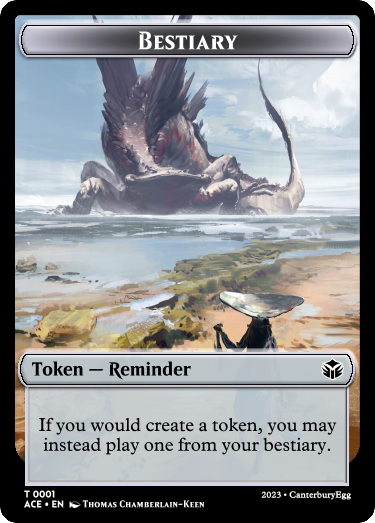 Bestiary
Token — Reminder
If you would create a token, you may
instead play one from your bestiary.
T 0001
2023 • CanterburyEgg
ACE • EN Thomas Chamberlain-Keen